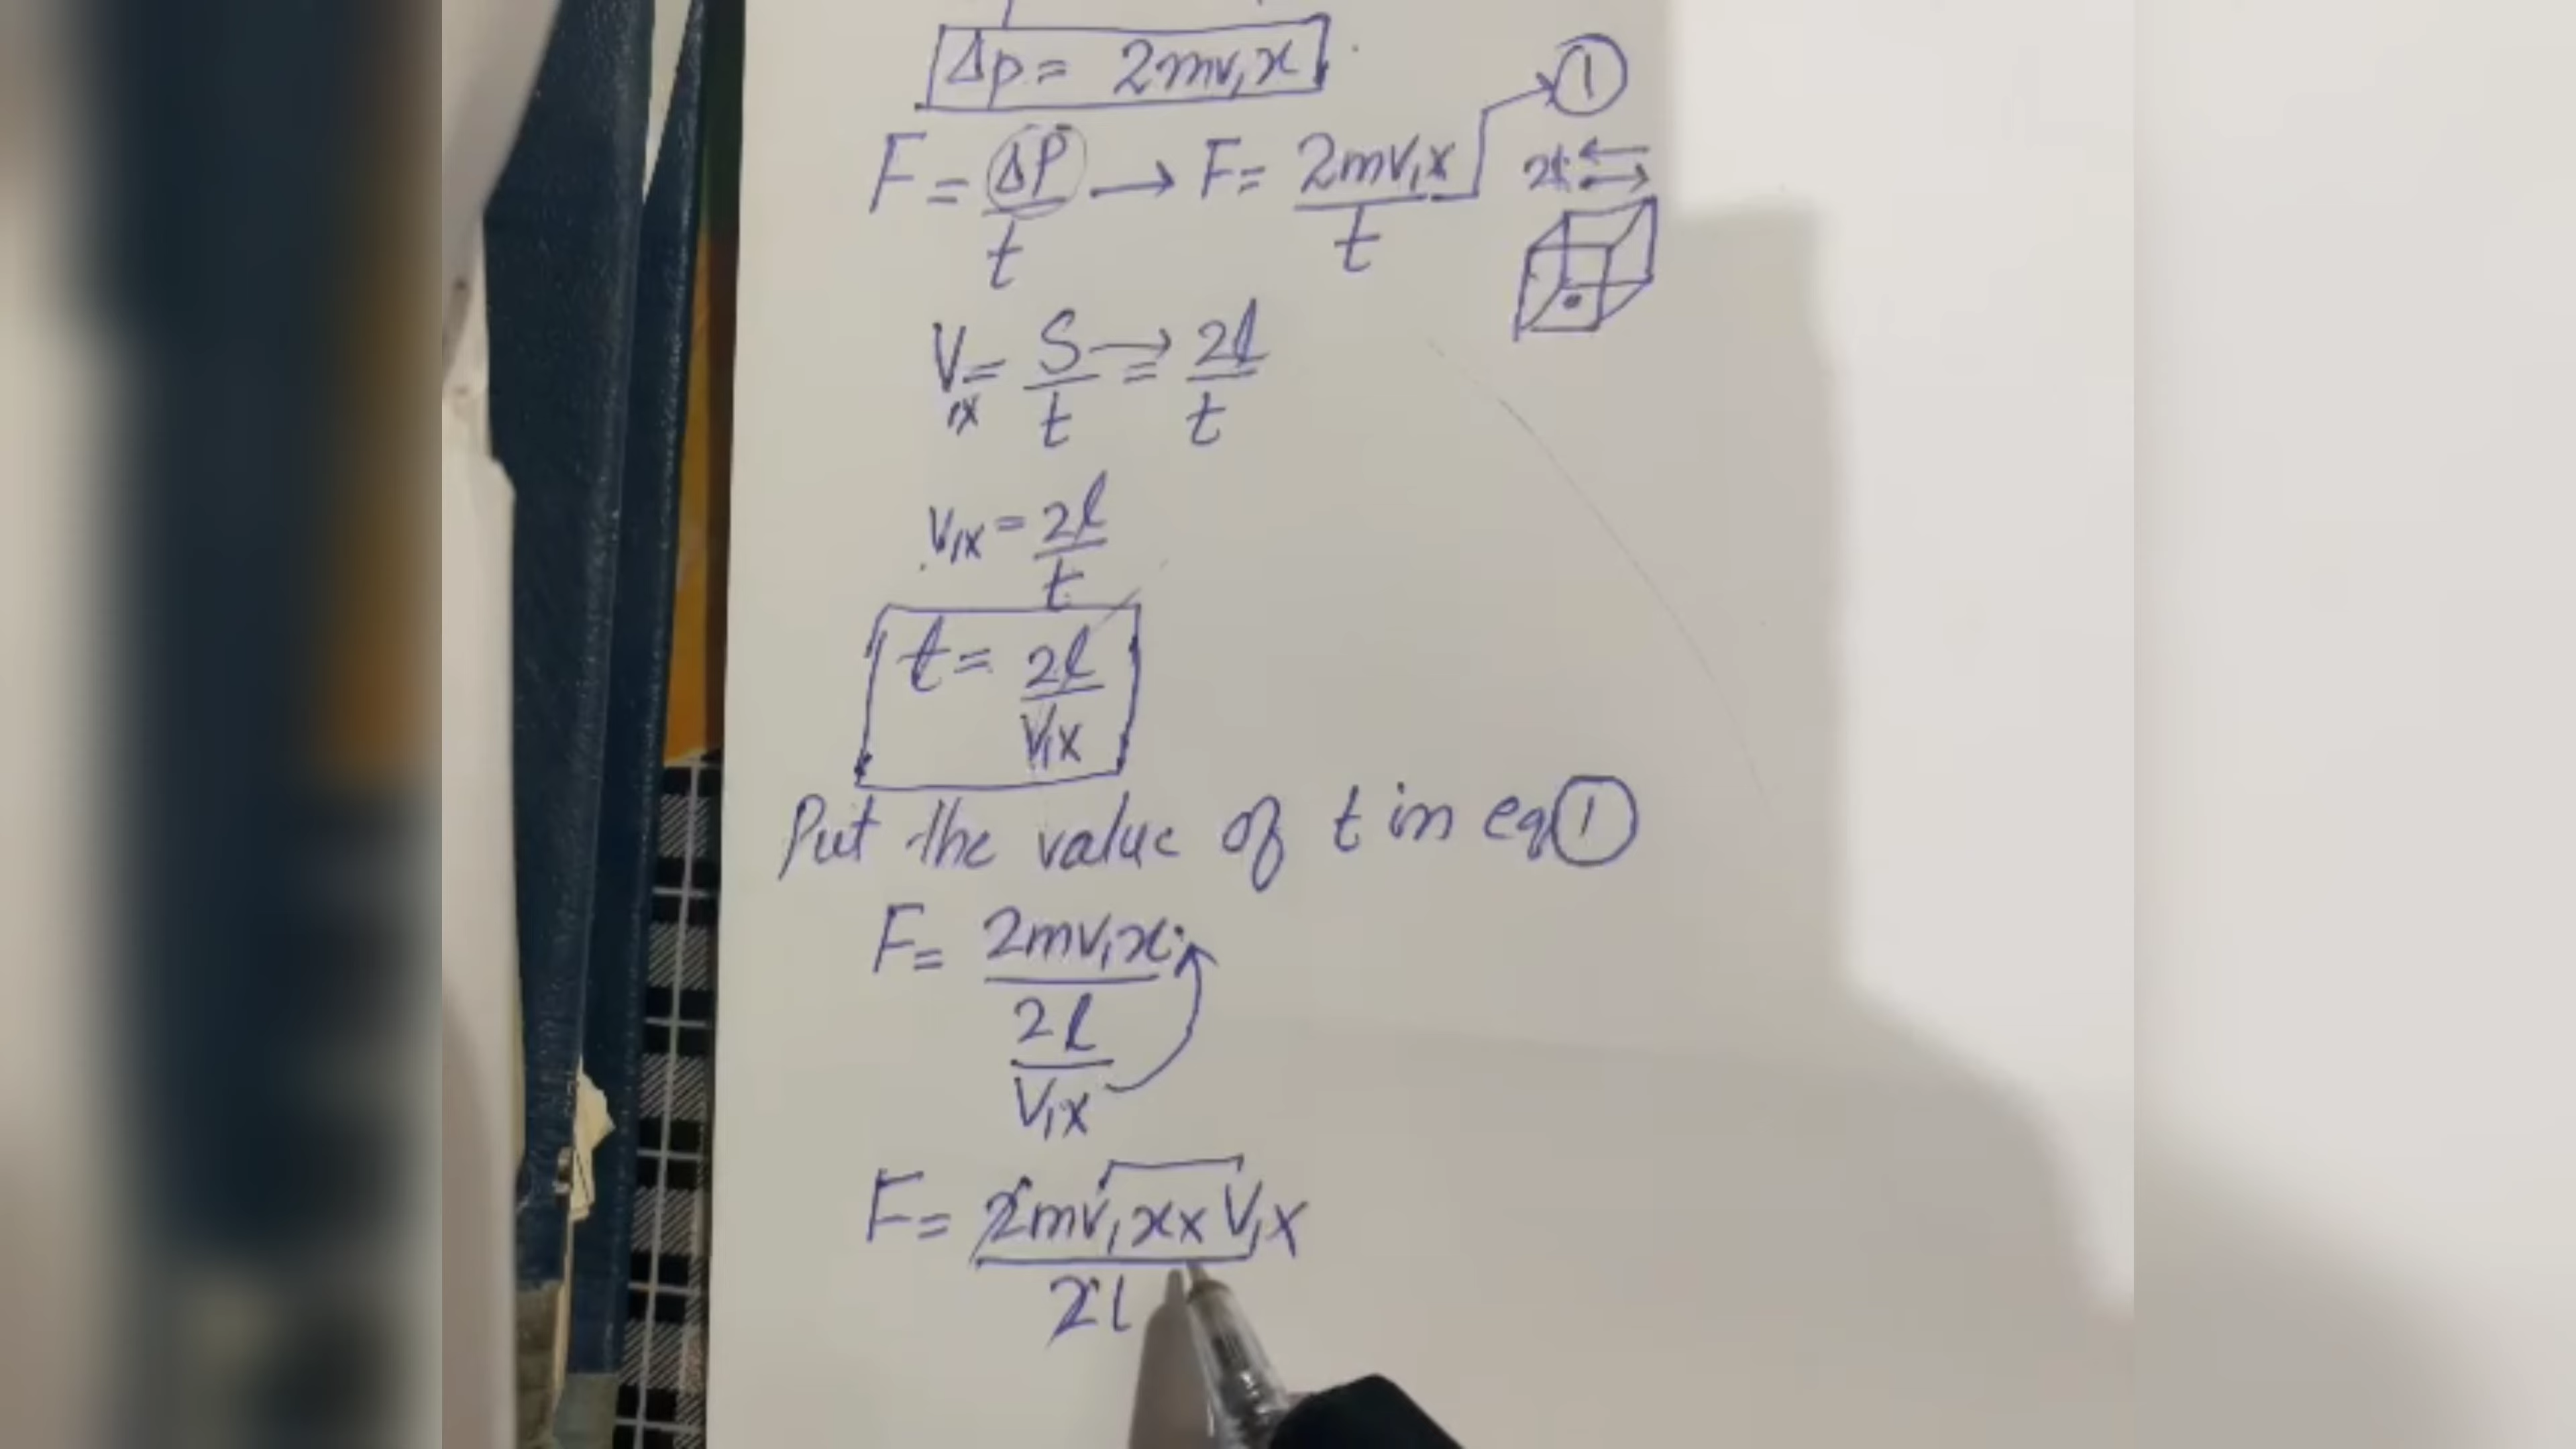 Δp = 2mv₁x
F = ΔP/t → F = 2mv₁x/t → ①
2l
V₁x = S/t → = 2l/t
V₁x = 2l/t
t = 2l/V₁x
Put the value of t in eq ①
F = 2mv₁x/(2l/V₁x)
F = 2mv₁x × V₁x/2l